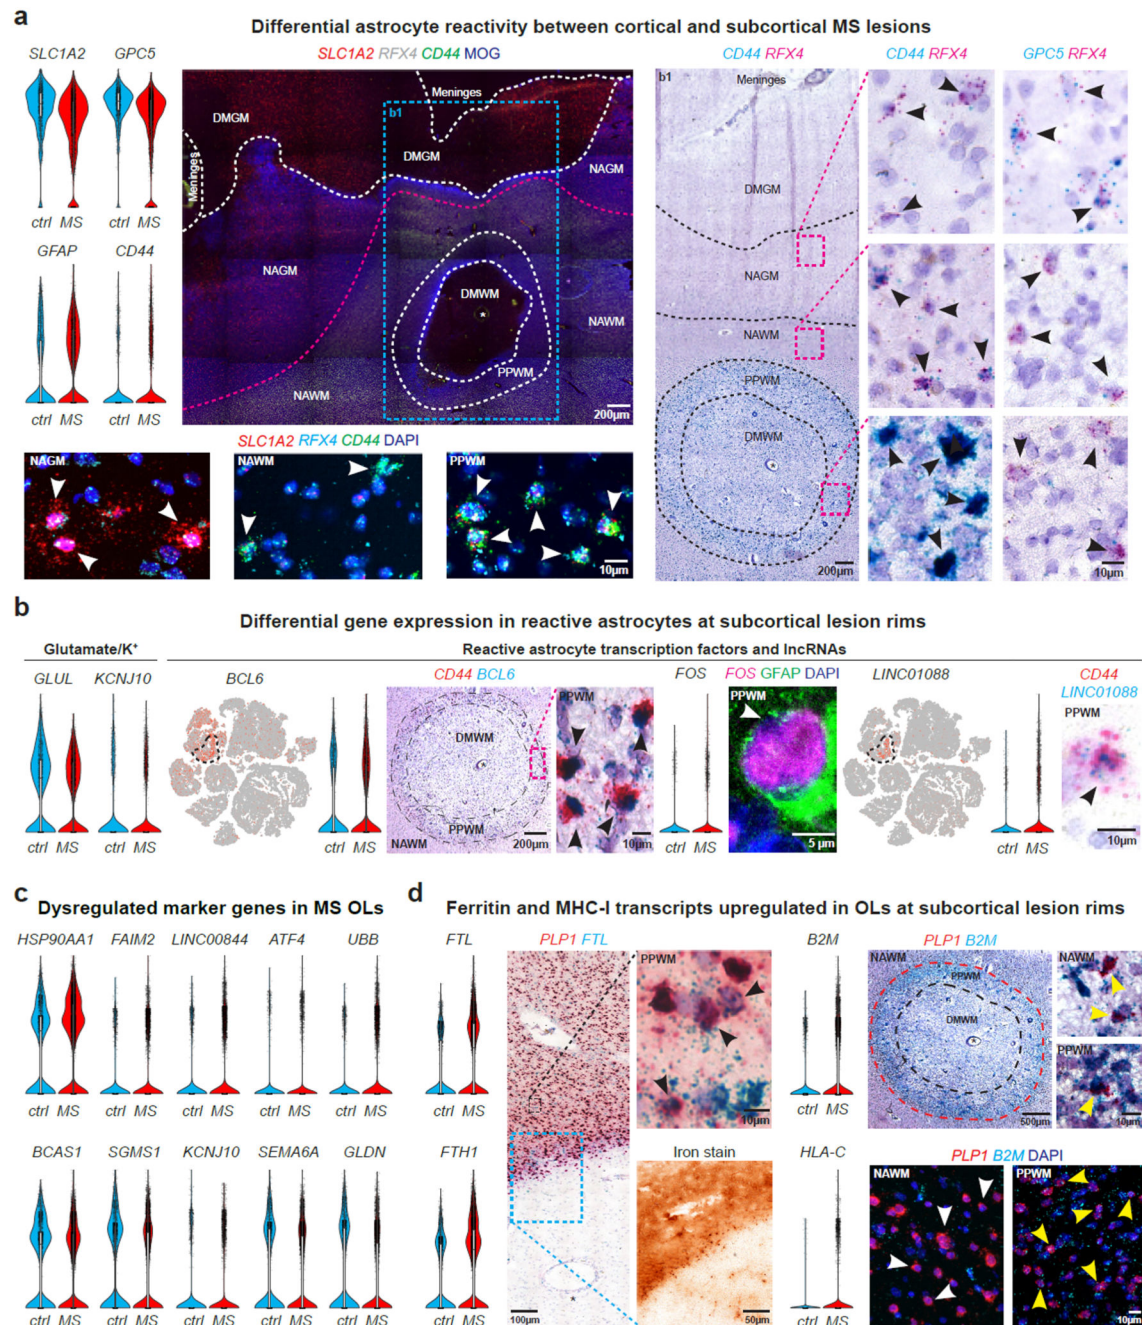 a
Differential astrocyte reactivity between cortical and subcortical MS lesions
SLC1A2 GPC5
ctrl MS ctrl MS
GFAP CD44
ctrl MS ctrl MS
SLC1A2 RFX4 CD44 MOG
Meninges
DMGM
b1
Meninges
DMGM
NAGM
NAGM
DMWM
*
NAWM
PPWM
NAWM
200µm
CD44 RFX4
b1
Meninges
DMGM
NAGM
NAWM
PPWM
DMWM
*
200µm
CD44 RFX4
GPC5 RFX4
10µm
SLC1A2 RFX4 CD44 DAPI
NAGM
NAWM
PPWM
10µm
b
Differential gene expression in reactive astrocytes at subcortical lesion rims
Glutamate/K+
Reactive astrocyte transcription factors and lncRNAs
GLUL KCNJ10
ctrl MS ctrl MS
BCL6
ctrl MS
CD44 BCL6
DMWM
*
PPWM
NAWM
200µm
PPWM
10µm
FOS
ctrl MS
FOS GFAP DAPI
PPWM
5 µm
LINC01088
ctrl MS
CD44
LINC01088
PPWM
10µm
c
Dysregulated marker genes in MS OLs
HSP90AA1 FAIM2 LINC00844 ATF4 UBB
ctrl MS ctrl MS ctrl MS ctrl MS ctrl MS
BCAS1 SGMS1 KCNJ10 SEMA6A GLDN
ctrl MS ctrl MS ctrl MS ctrl MS ctrl MS
d
Ferritin and MHC-I transcripts upregulated in OLs at subcortical lesion rims
FTL
ctrl MS
FTH1
ctrl MS
PLP1 FTL
*
100µm
PPWM
10µm
Iron stain
50µm
B2M
ctrl MS
HLA-C
ctrl MS
PLP1 B2M
NAWM
PPWM
DMWM
*
500µm
NAWM
PPWM
10µm
PLP1 B2M DAPI
NAWM
PPWM
10µm